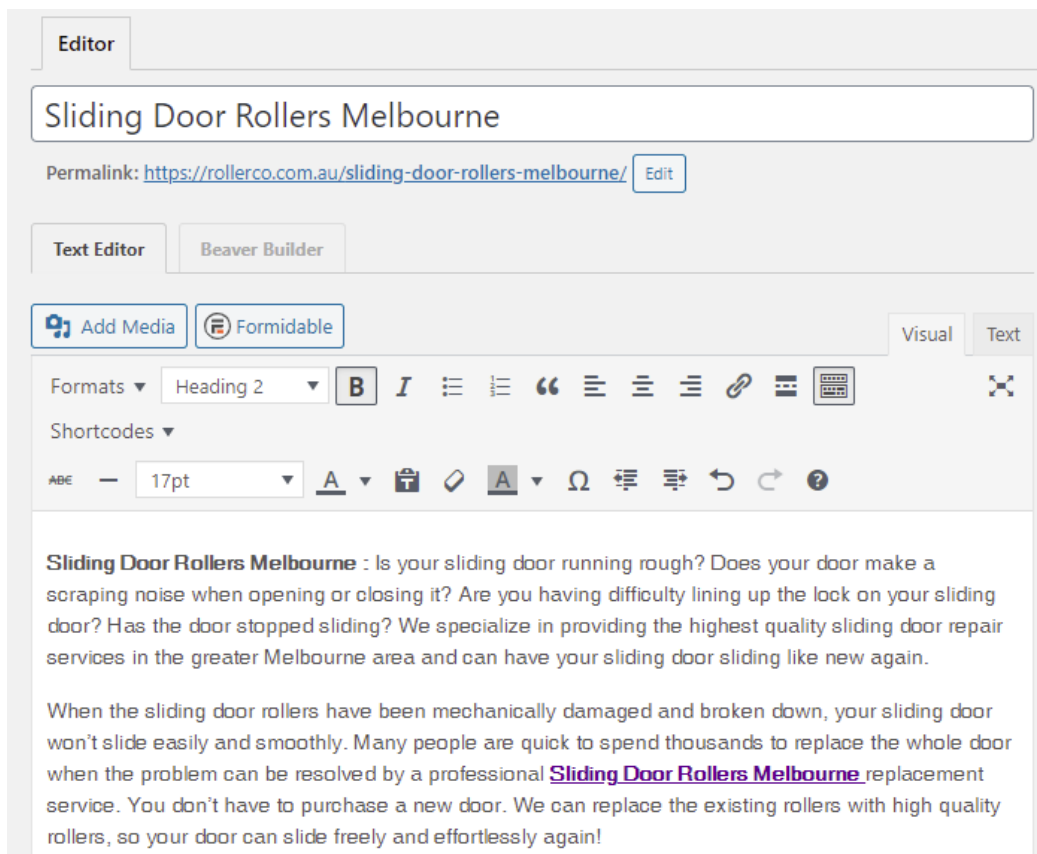 Editor
Sliding Door Rollers Melbourne
Permalink: https://rollerco.com.au/sliding-door-rollers-melbourne/ Edit
Text Editor Beaver Builder
Add Media Formidable Visual Text
Formats Heading 2 B I
Shortcodes
ABC 17pt A A Ω
Sliding Door Rollers Melbourne : Is your sliding door running rough? Does your door make a
scraping noise when opening or closing it? Are you having difficulty lining up the lock on your sliding
door? Has the door stopped sliding? We specialize in providing the highest quality sliding door repair
services in the greater Melbourne area and can have your sliding door sliding like new again.
When the sliding door rollers have been mechanically damaged and broken down, your sliding door
won't slide easily and smoothly. Many people are quick to spend thousands to replace the whole door
when the problem can be resolved by a professional Sliding Door Rollers Melbourne replacement
service. You don't have to purchase a new door. We can replace the existing rollers with high quality
rollers, so your door can slide freely and effortlessly again!